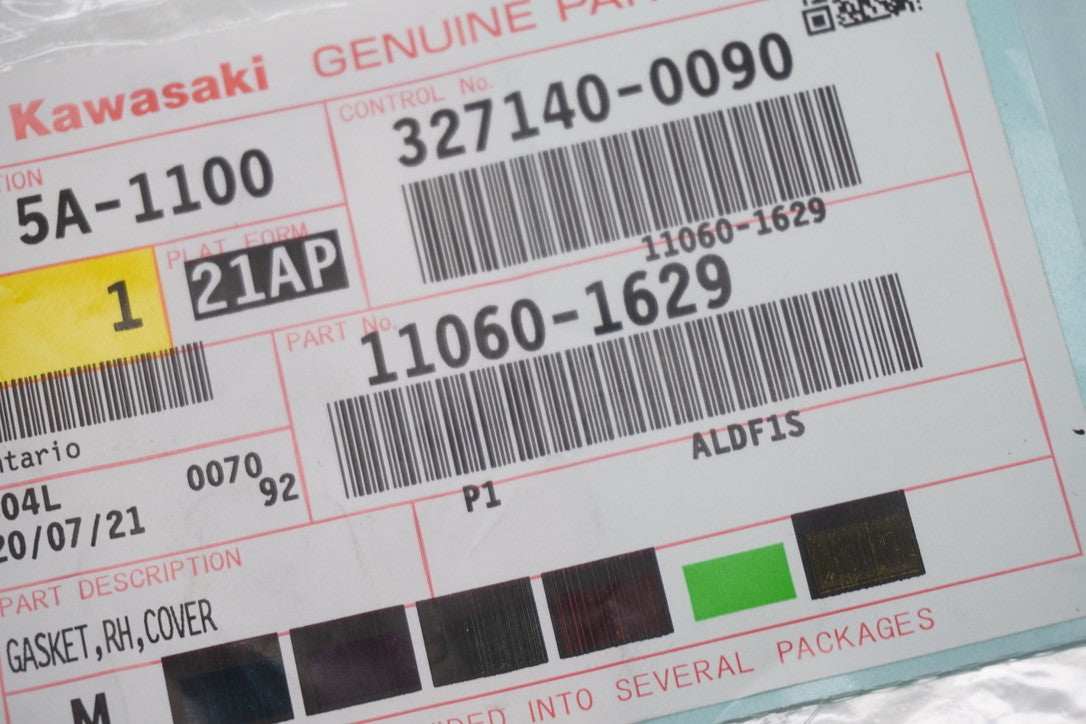 Kawasaki GENUINE
CONTROL No.
327140-0090
5A-1100
PLAT FORM
21AP
1
11060-1629
PART No.
11060-1629
ALDF1S
P1
tario
0070
92
04L
20/07/21
PART DESCRIPTION
GASKET,RH,COVER
M
INTO SEVERAL PACKAGES